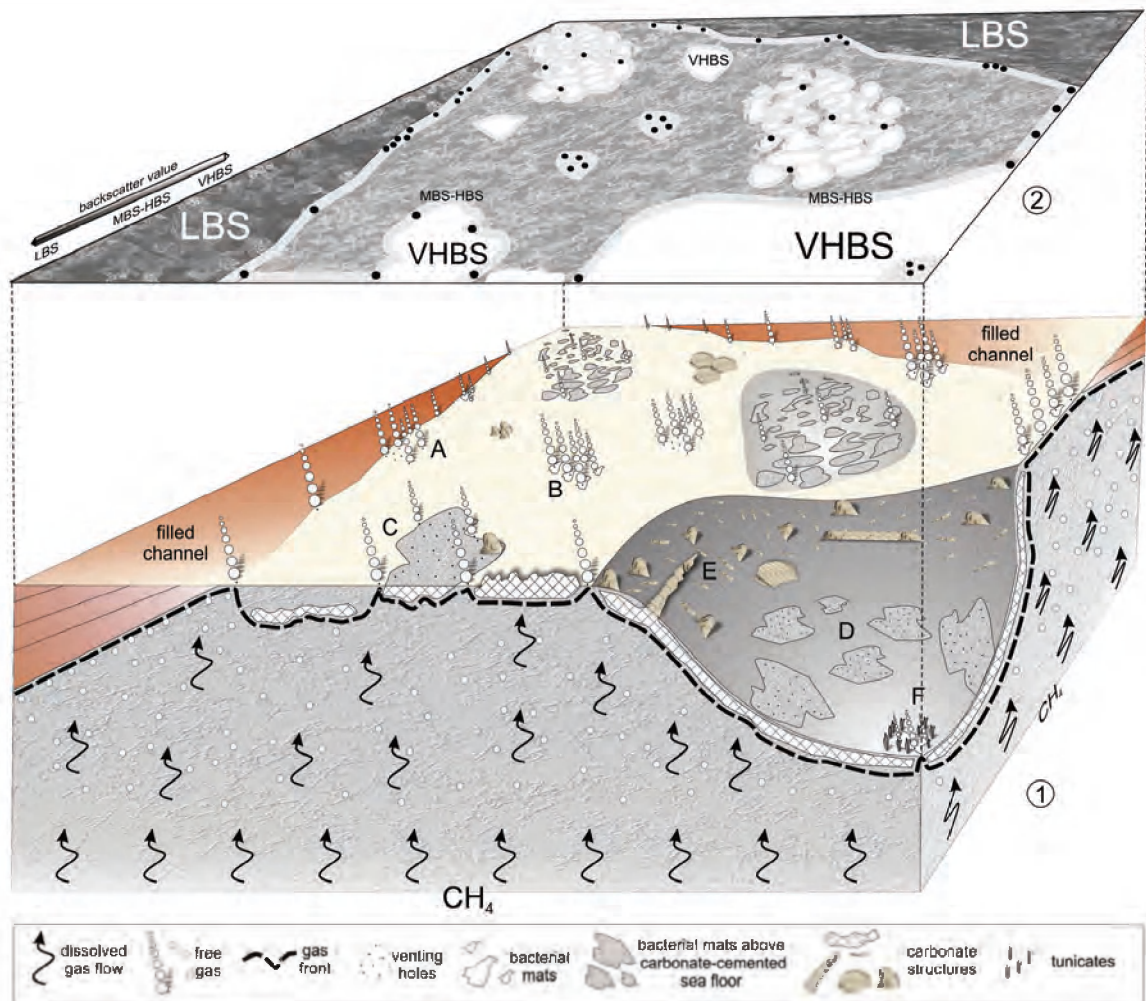 LBS
VHBS
backscatter value
VHBS
MBS-HBS
LBS
LBS
MBS-HBS
MBS-HBS
VHBS
VHBS
2
filled
channel
A
B
C
filled
channel
E
D
F
CH₄
1
CH₄
dissolved
gas flow
free
gas
gas
front
venting
holes
bacterial
mats
bacterial mats above
carbonate-cemented
sea floor
carbonate
structures
tunicates